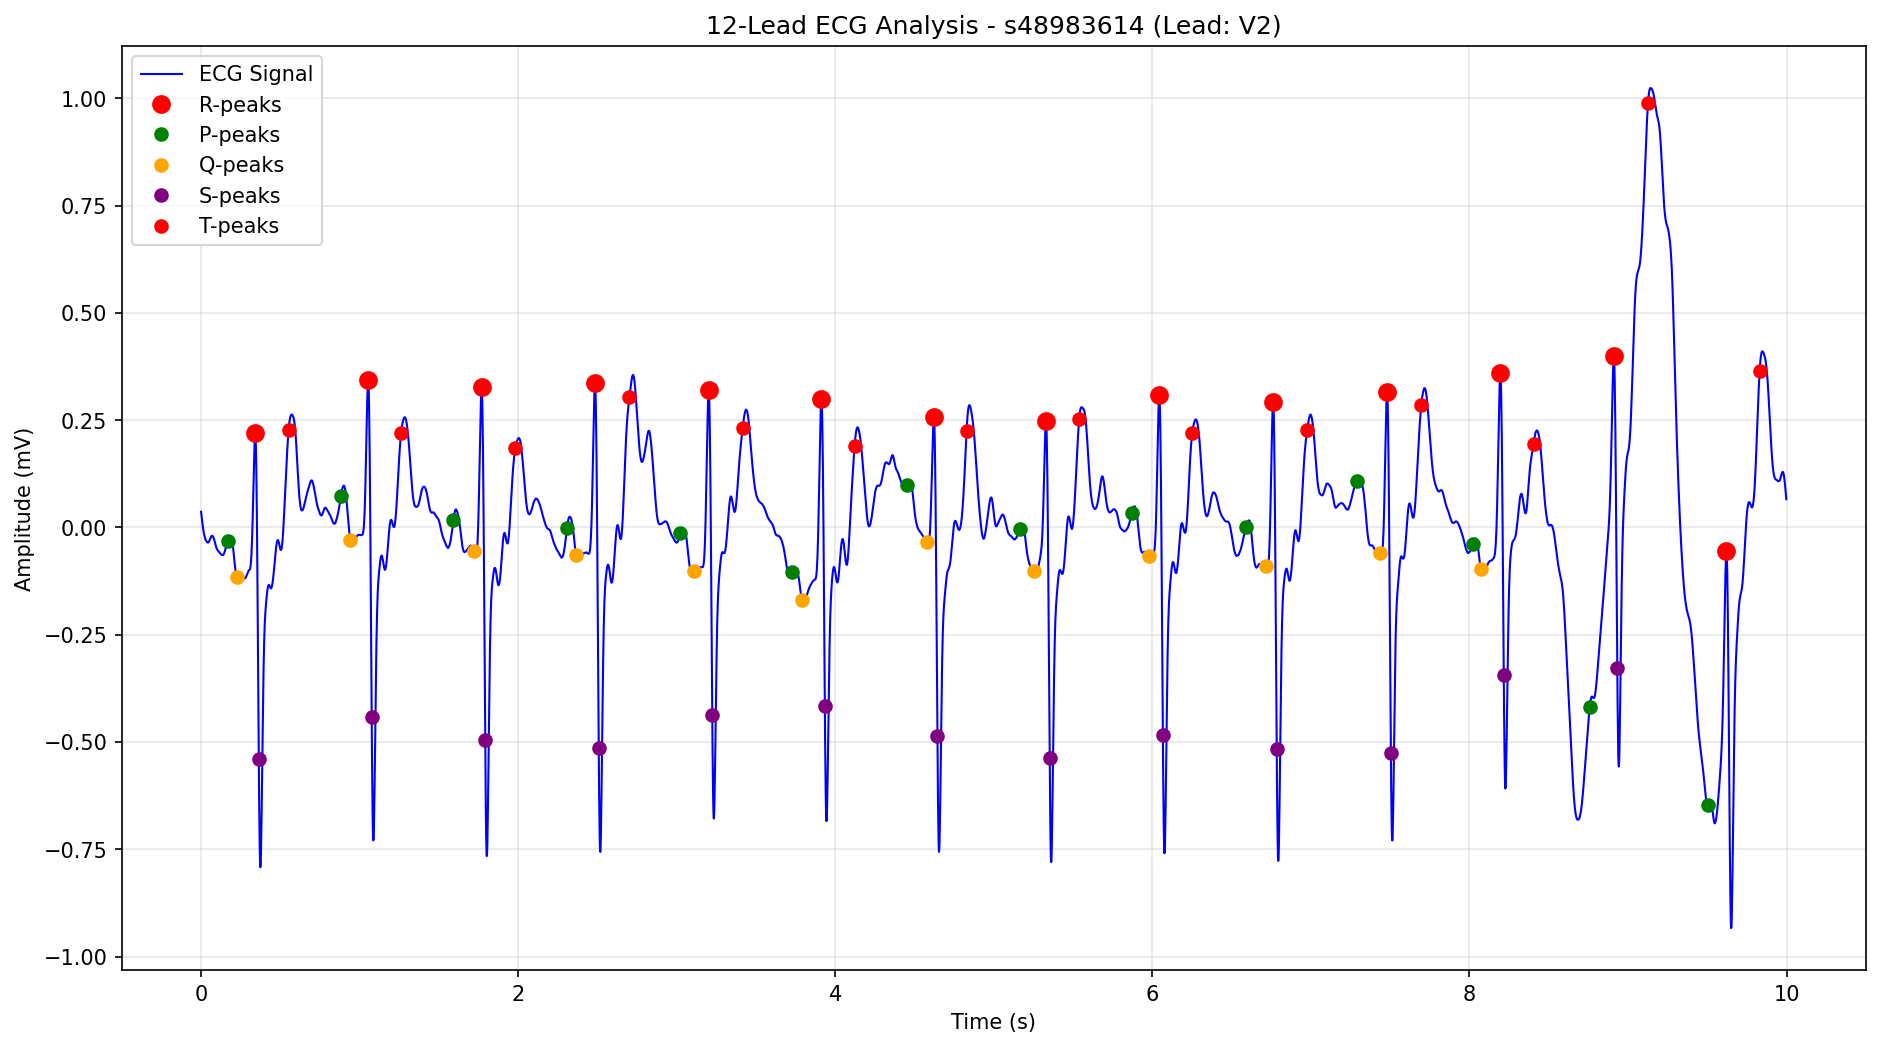 12-Lead ECG Analysis - s48983614 (Lead: V2)
ECG Signal
R-peaks
P-peaks
Q-peaks
S-peaks
T-peaks
1.00
0.75
0.50
0.25
0.00
−0.25
−0.50
−0.75
−1.00
Amplitude (mV)
0 2 4 6 8 10
Time (s)